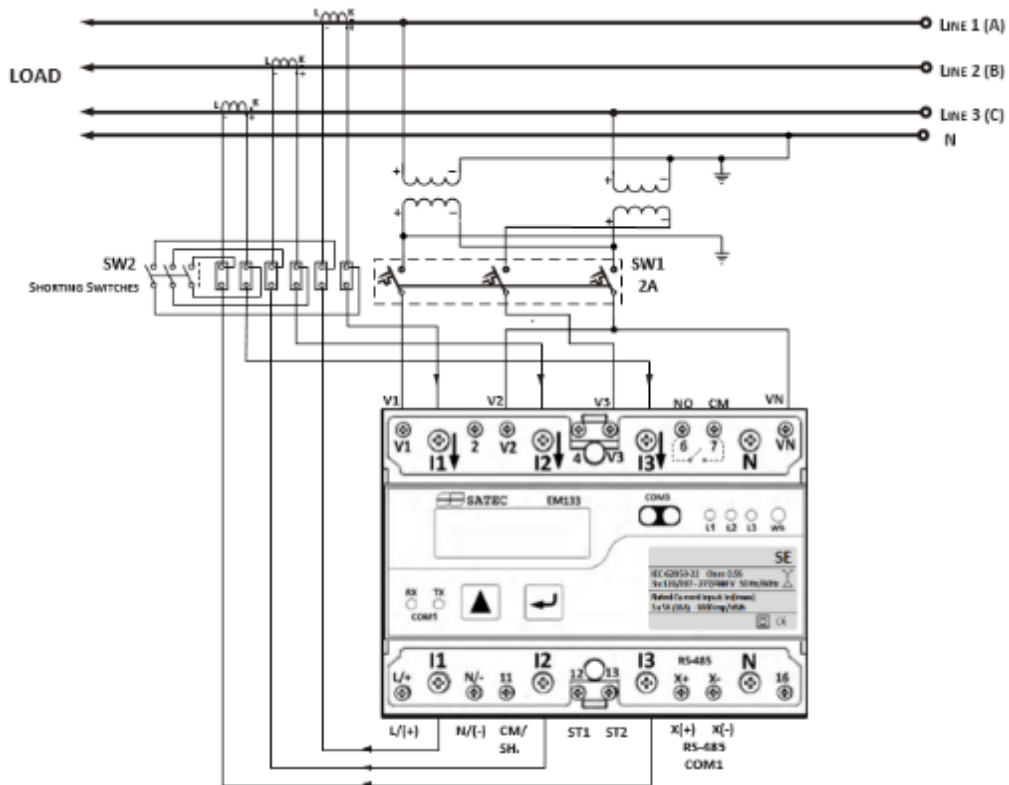 L K
LINE 1 (A)
- +
L K
LINE 2 (B)
LOAD
- +
L K
LINE 3 (C)
- +
N
+ - + -
+ - + -
SW2
SHORTING SWITCHES
SW1
2A
V1 V2 V3 NO CM VN
V1 I1 2 V2 I2 4 V3 I3 6 7 N VN
SATEC EM133
COM3
L1 L2 L3 Wh
SE
RX TX
COM1
I1 I2 I3 RS-485 N
L/+ N/- 11 12 13 X+ X- 16
L/(+) N/(-) CM/ SH. ST1 ST2 X(+) X(-)
RS-485
COM1